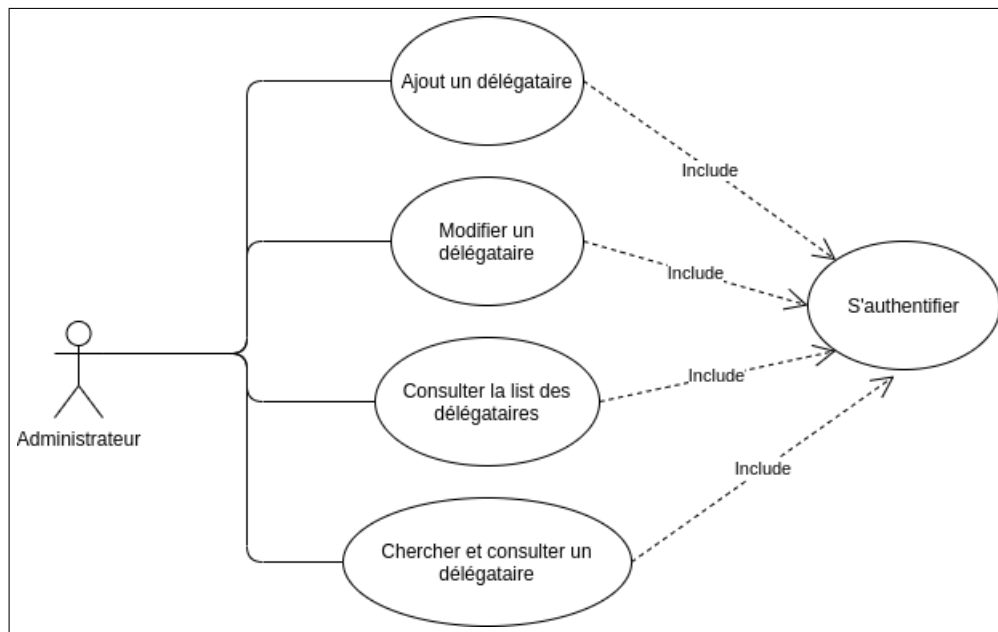 Ajout un délégataire
Include
Modifier un
délégataire
Include
S'authentifier
Consulter la list des
délégataires
Include
Administrateur
Include
Chercher et consulter un
délégataire